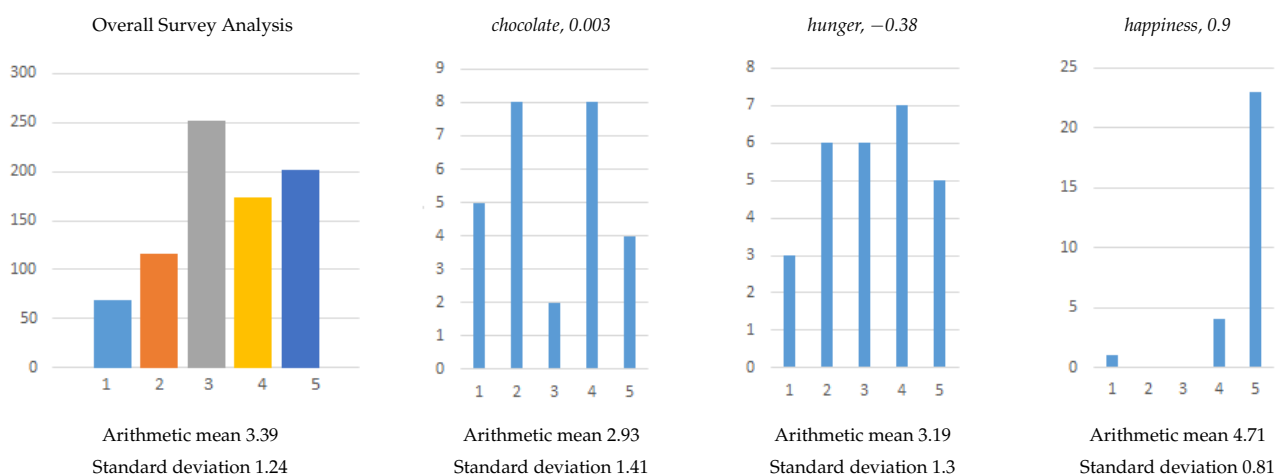 Overall Survey Analysis
300
250
200
150
100
50
0
1 2 3 4 5
Arithmetic mean 3.39
Standard deviation 1.24
chocolate, 0.003
9
8
7
6
5
4
3
2
1
0
1 2 3 4 5
Arithmetic mean 2.93
Standard deviation 1.41
hunger, −0.38
8
7
6
5
4
3
2
1
0
1 2 3 4 5
Arithmetic mean 3.19
Standard deviation 1.3
happiness, 0.9
25
20
15
10
5
0
1 2 3 4 5
Arithmetic mean 4.71
Standard deviation 0.81